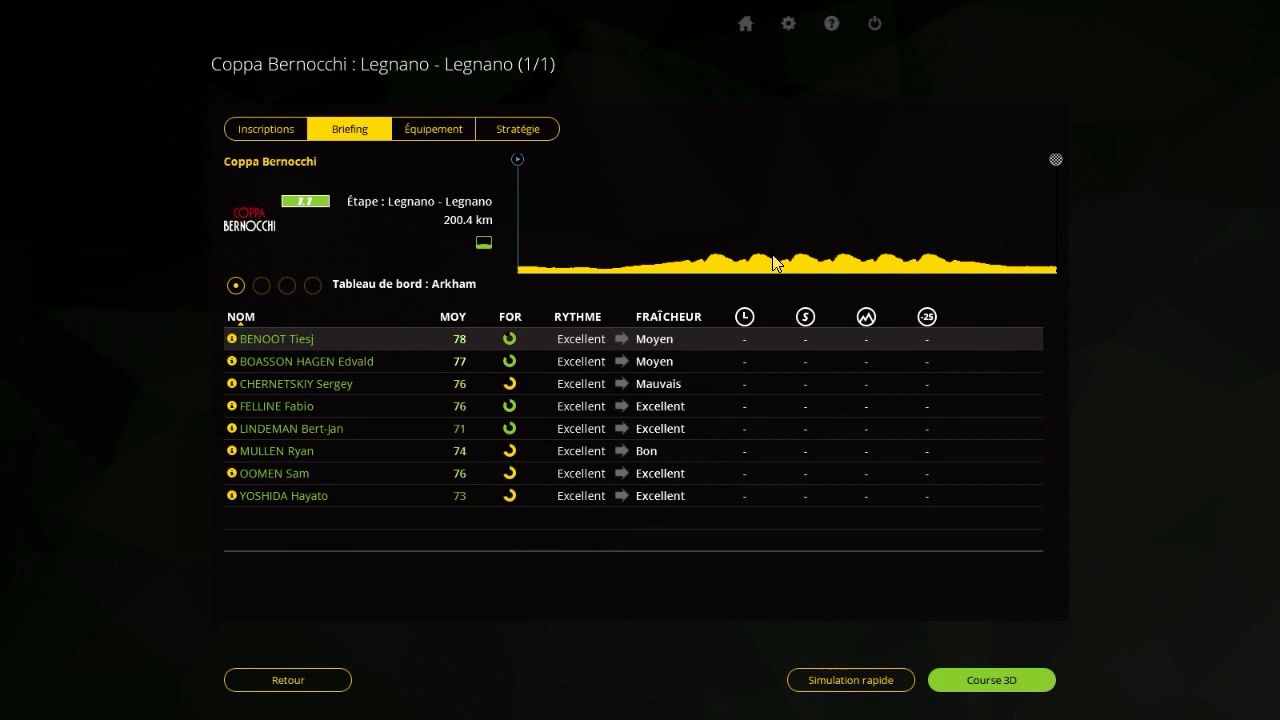 Coppa Bernocchi : Legnano - Legnano (1/1)
Inscriptions Briefing Équipement Stratégie
Coppa Bernocchi
7.7 Étape : Legnano - Legnano
COPPA
BERNOCCHI
200.4 km
Tableau de bord : Arkham
NOM MOY FOR RYTHME FRAÎCHEUR L S -25
BENOOT Tiesj 78 Excellent Moyen - - - -
BOASSON HAGEN Edvald 77 Excellent Moyen - - - -
CHERNETSKIY Sergey 76 Excellent Mauvais - - - -
FELLINE Fabio 76 Excellent Excellent - - - -
LINDEMAN Bert-Jan 71 Excellent Excellent - - - -
MULLEN Ryan 74 Excellent Bon - - - -
OOMEN Sam 76 Excellent Excellent - - - -
YOSHIDA Hayato 73 Excellent Excellent - - - -
Retour Simulation rapide Course 3D